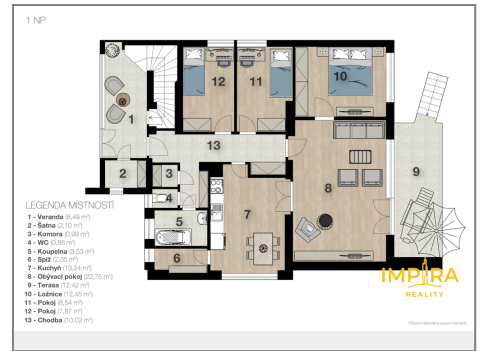 1 NP
12
11
10
1
13
2
3
4
5
6
7
8
9
LEGENDA MÍSTNOSTÍ
1 - Veranda (8,49 m²)
2 - Šatna (2,10 m²)
3 - Komora (0,99 m²)
4 - WC (0,88 m²)
5 - Koupelna (3,53 m²)
6 - Spíž (2,05 m²)
7 - Kuchyň (13,24 m²)
8 - Obývací pokoj (22,75 m²)
9 - Terasa (12,42 m²)
10 - Ložnice (12,45 m²)
11 - Pokoj (8,54 m²)
12 - Pokoj (7,87 m²)
13 - Chodba (10,02 m²)
IMPIRA
REALITY